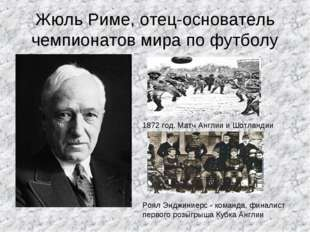 Жюль Риме, отец-основатель
чемпионатов мира по футболу
1872 год. Матч Англии и Шотландии
Роял Энджиниерс - команда, финалист
первого розыгрыша Кубка Англии